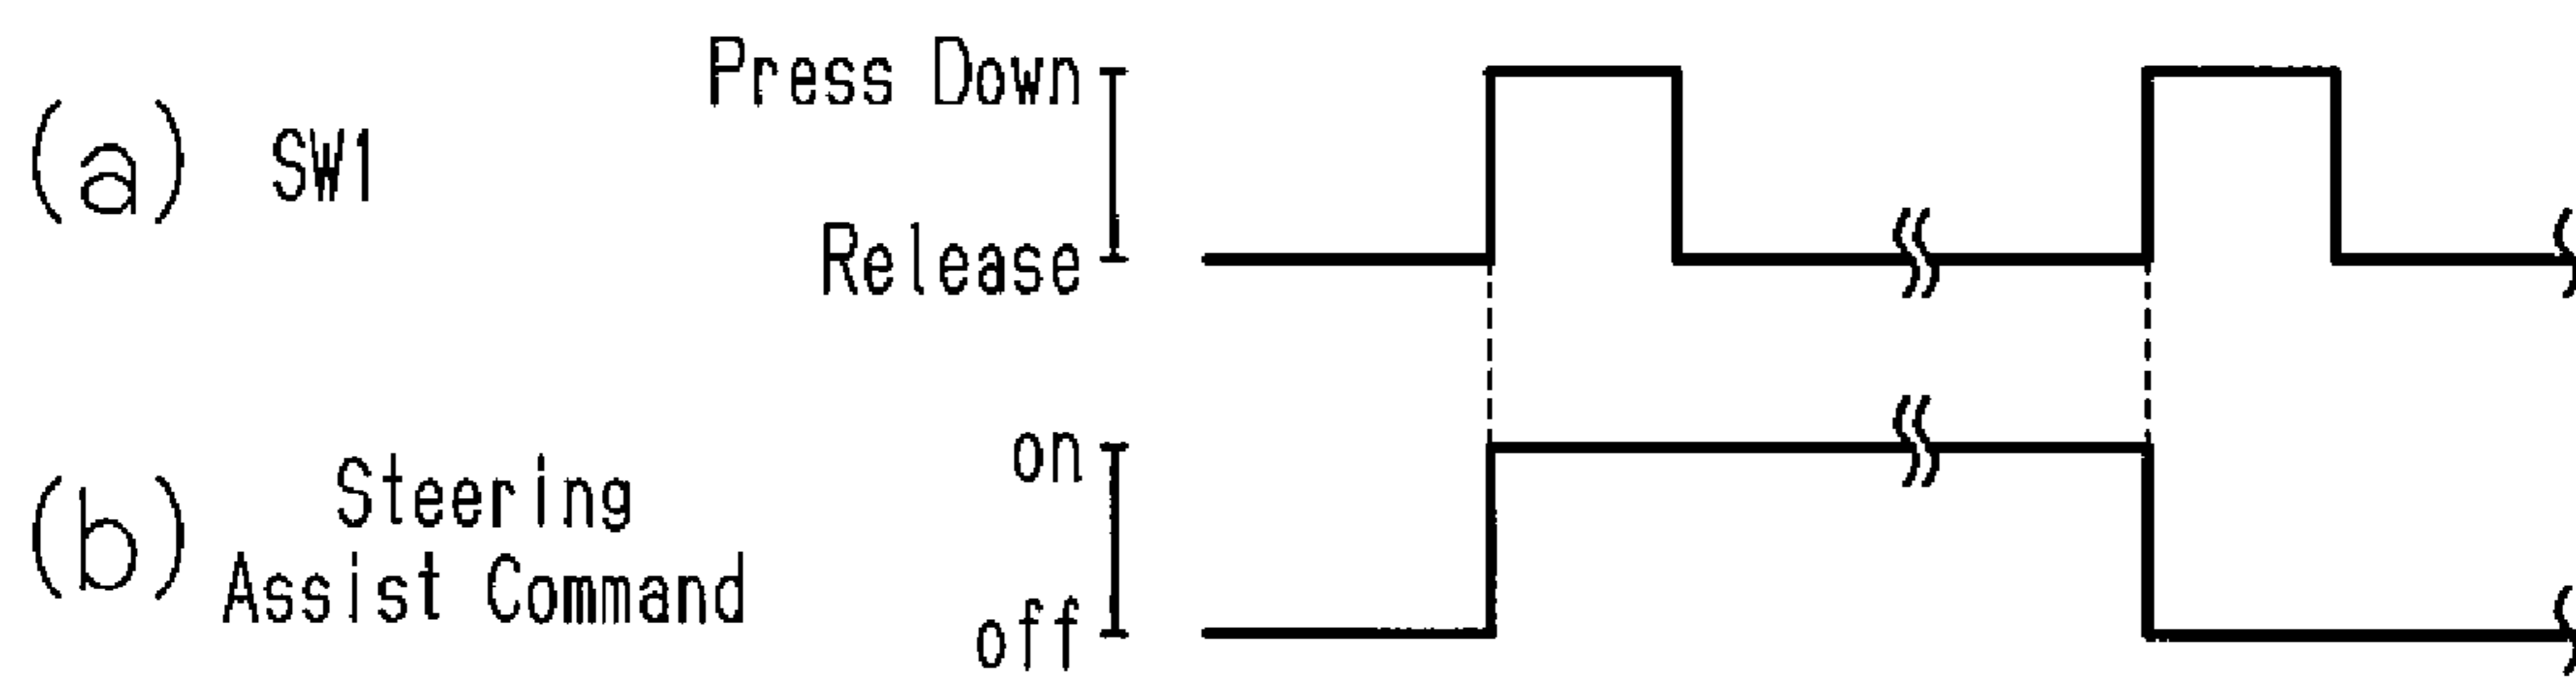 Press Down
(a) SW1
Release
on
(b) Steering
Assist Command
off